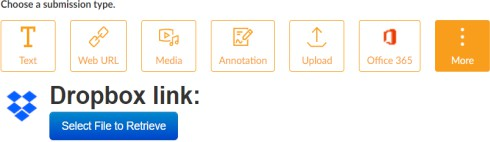 Choose a submission type.
Text Web URL Media Annotation Upload Office 365 More
Dropbox link:
Select File to Retrieve